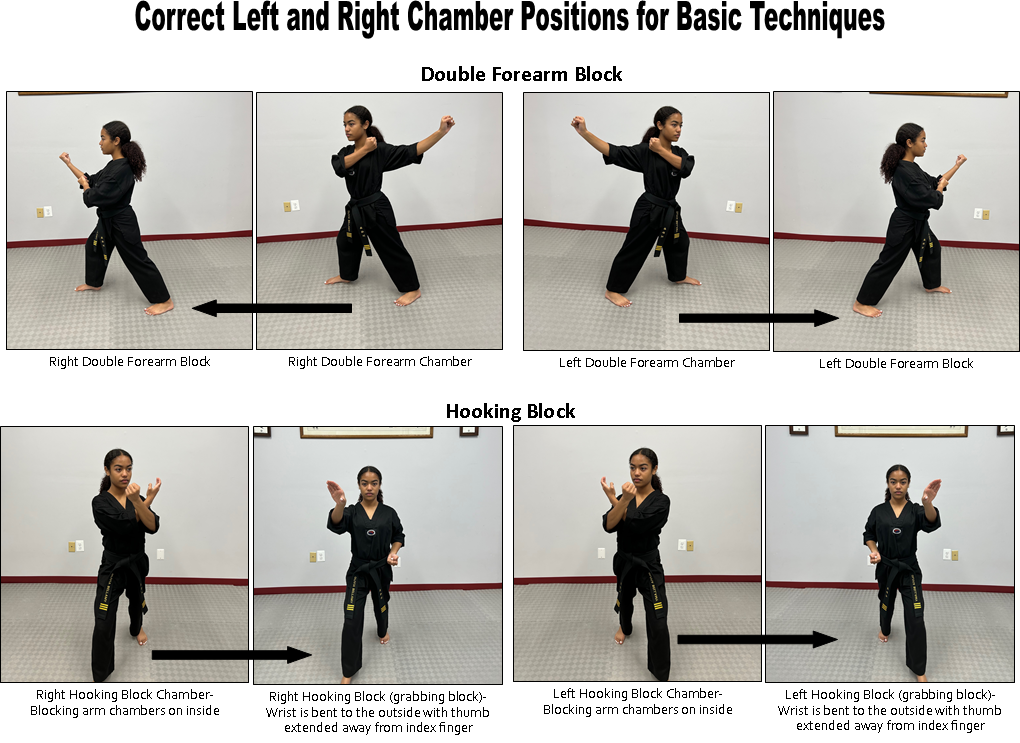 Correct Left and Right Chamber Positions for Basic Techniques
Double Forearm Block
Right Double Forearm Block
Right Double Forearm Chamber
Left Double Forearm Chamber
Left Double Forearm Block
Hooking Block
Right Hooking Block Chamber-
Blocking arm chambers on inside
Right Hooking Block (grabbing block)-
Wrist is bent to the outside with thumb
extended away from index finger
Left Hooking Block Chamber-
Blocking arm chambers on inside
Left Hooking Block (grabbing block)-
Wrist is bent to the outside with thumb
extended away from index finger